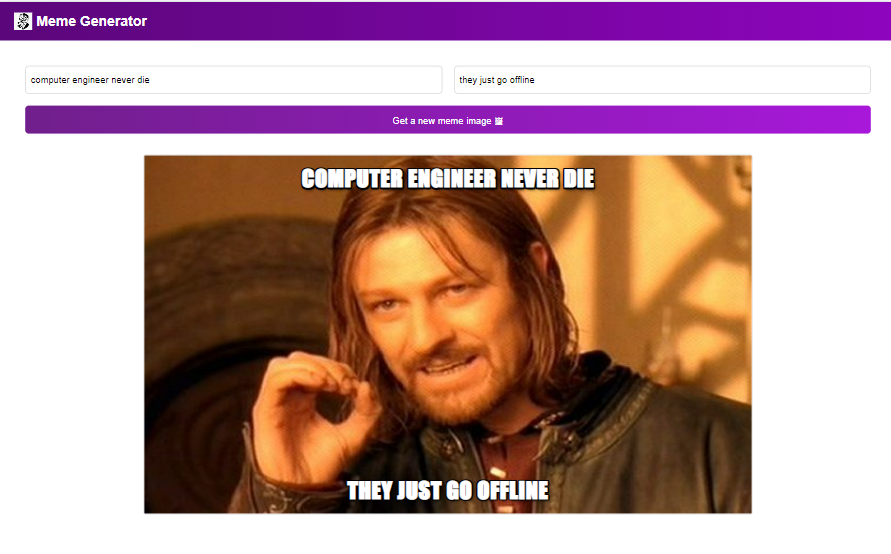 Meme Generator
computer engineer never die
they just go offline
Get a new meme image
COMPUTER ENGINEER NEVER DIE
THEY JUST GO OFFLINE